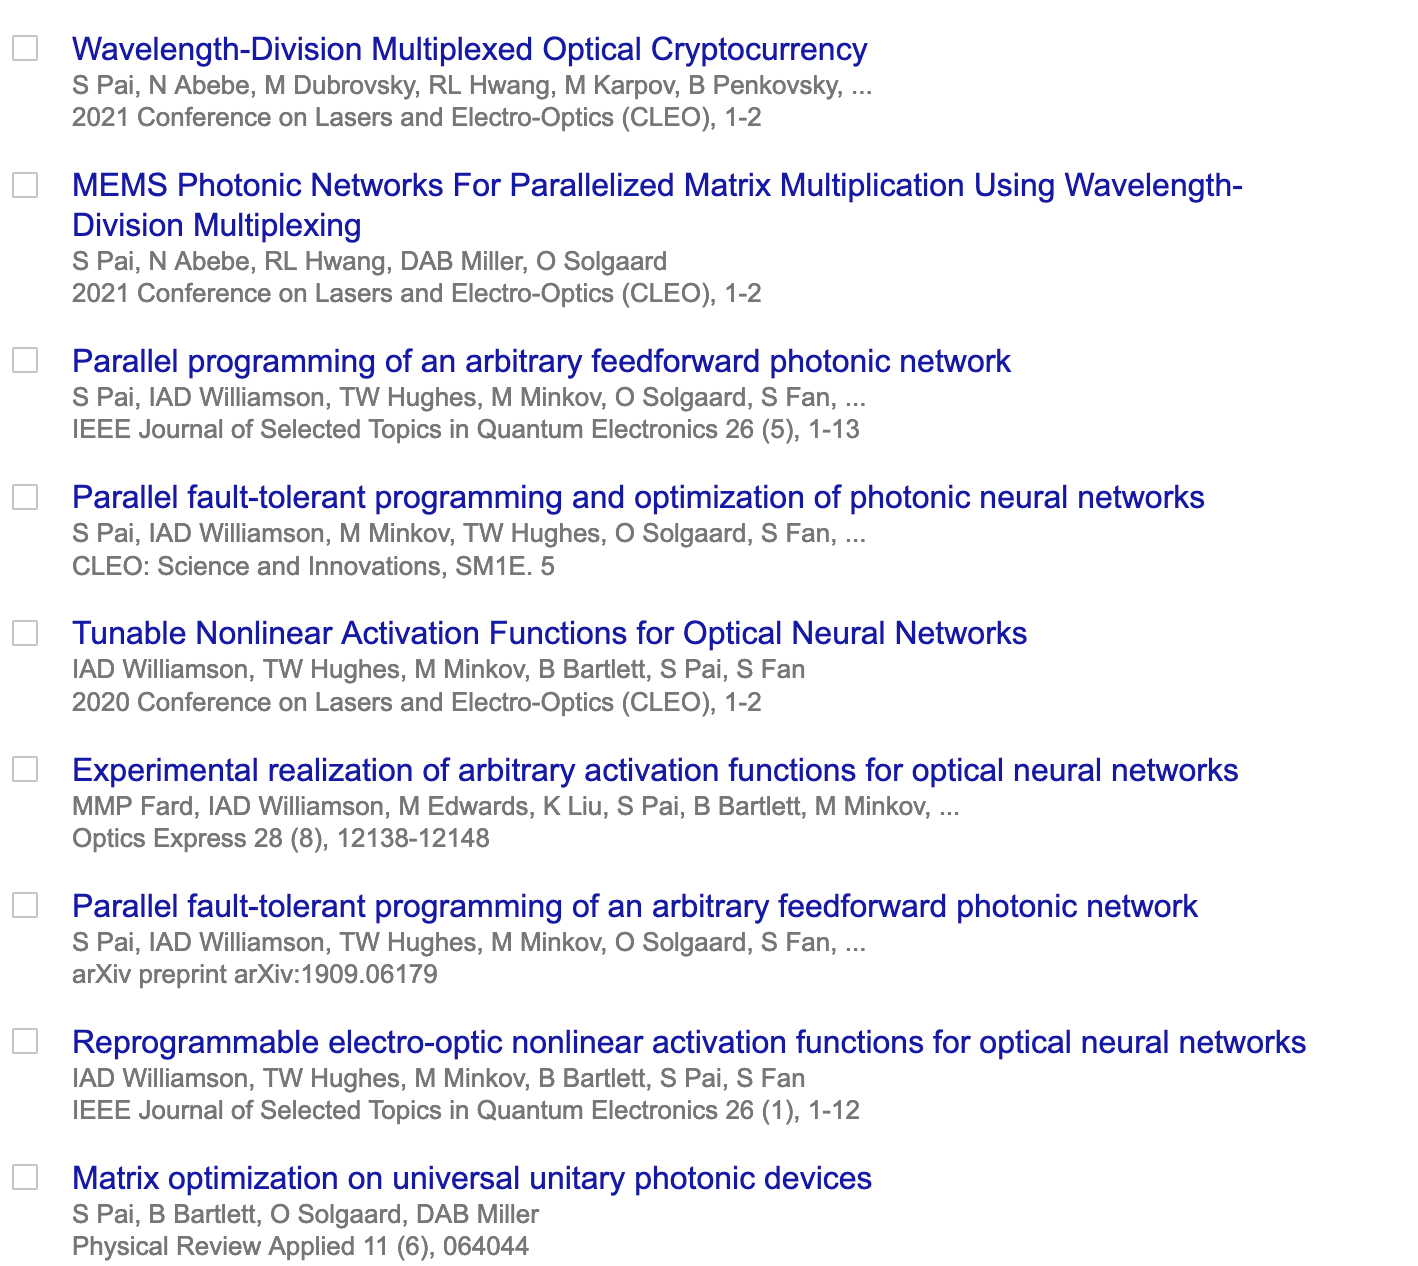 Wavelength-Division Multiplexed Optical Cryptocurrency
S Pai, N Abebe, M Dubrovsky, RL Hwang, M Karpov, B Penkovsky, ...
2021 Conference on Lasers and Electro-Optics (CLEO), 1-2
MEMS Photonic Networks For Parallelized Matrix Multiplication Using Wavelength-
Division Multiplexing
S Pai, N Abebe, RL Hwang, DAB Miller, O Solgaard
2021 Conference on Lasers and Electro-Optics (CLEO), 1-2
Parallel programming of an arbitrary feedforward photonic network
S Pai, IAD Williamson, TW Hughes, M Minkov, O Solgaard, S Fan, ...
IEEE Journal of Selected Topics in Quantum Electronics 26 (5), 1-13
Parallel fault-tolerant programming and optimization of photonic neural networks
S Pai, IAD Williamson, M Minkov, TW Hughes, O Solgaard, S Fan, ...
CLEO: Science and Innovations, SM1E. 5
Tunable Nonlinear Activation Functions for Optical Neural Networks
IAD Williamson, TW Hughes, M Minkov, B Bartlett, S Pai, S Fan
2020 Conference on Lasers and Electro-Optics (CLEO), 1-2
Experimental realization of arbitrary activation functions for optical neural networks
MMP Fard, IAD Williamson, M Edwards, K Liu, S Pai, B Bartlett, M Minkov, ...
Optics Express 28 (8), 12138-12148
Parallel fault-tolerant programming of an arbitrary feedforward photonic network
S Pai, IAD Williamson, TW Hughes, M Minkov, O Solgaard, S Fan, ...
arXiv preprint arXiv:1909.06179
Reprogrammable electro-optic nonlinear activation functions for optical neural networks
IAD Williamson, TW Hughes, M Minkov, B Bartlett, S Pai, S Fan
IEEE Journal of Selected Topics in Quantum Electronics 26 (1), 1-12
Matrix optimization on universal unitary photonic devices
S Pai, B Bartlett, O Solgaard, DAB Miller
Physical Review Applied 11 (6), 064044